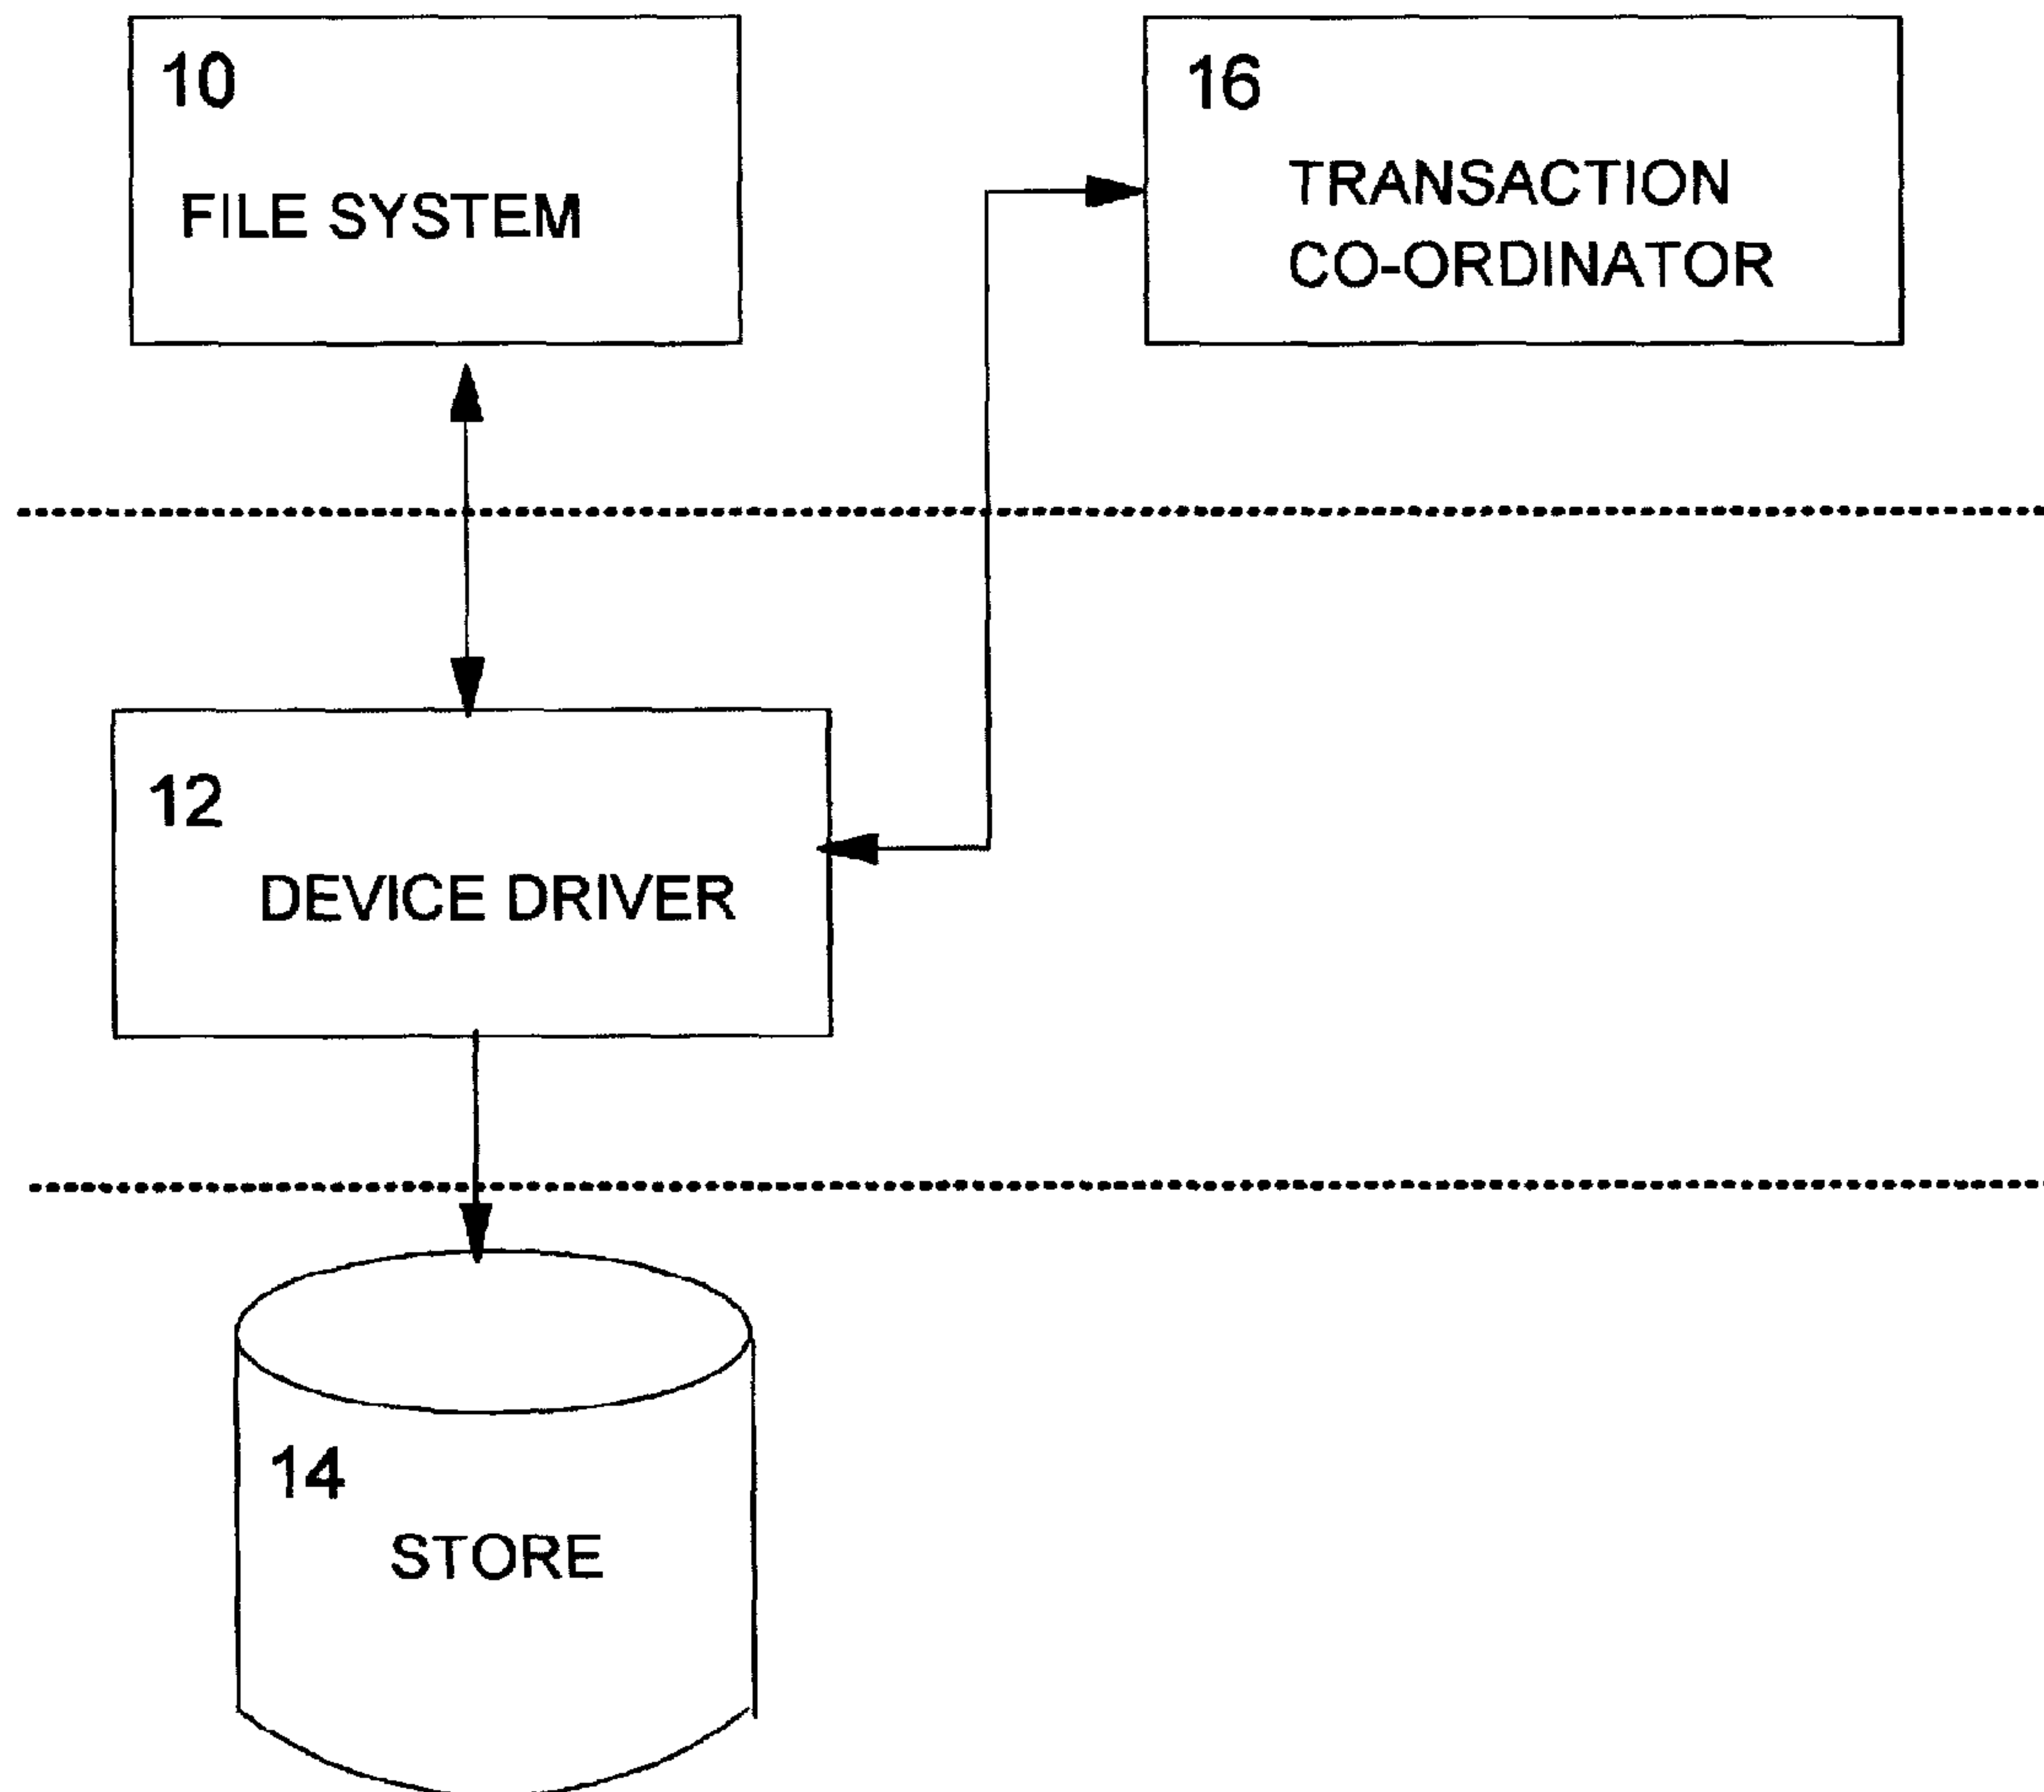 10
FILE SYSTEM
16
TRANSACTION
CO-ORDINATOR
12
DEVICE DRIVER
14
STORE